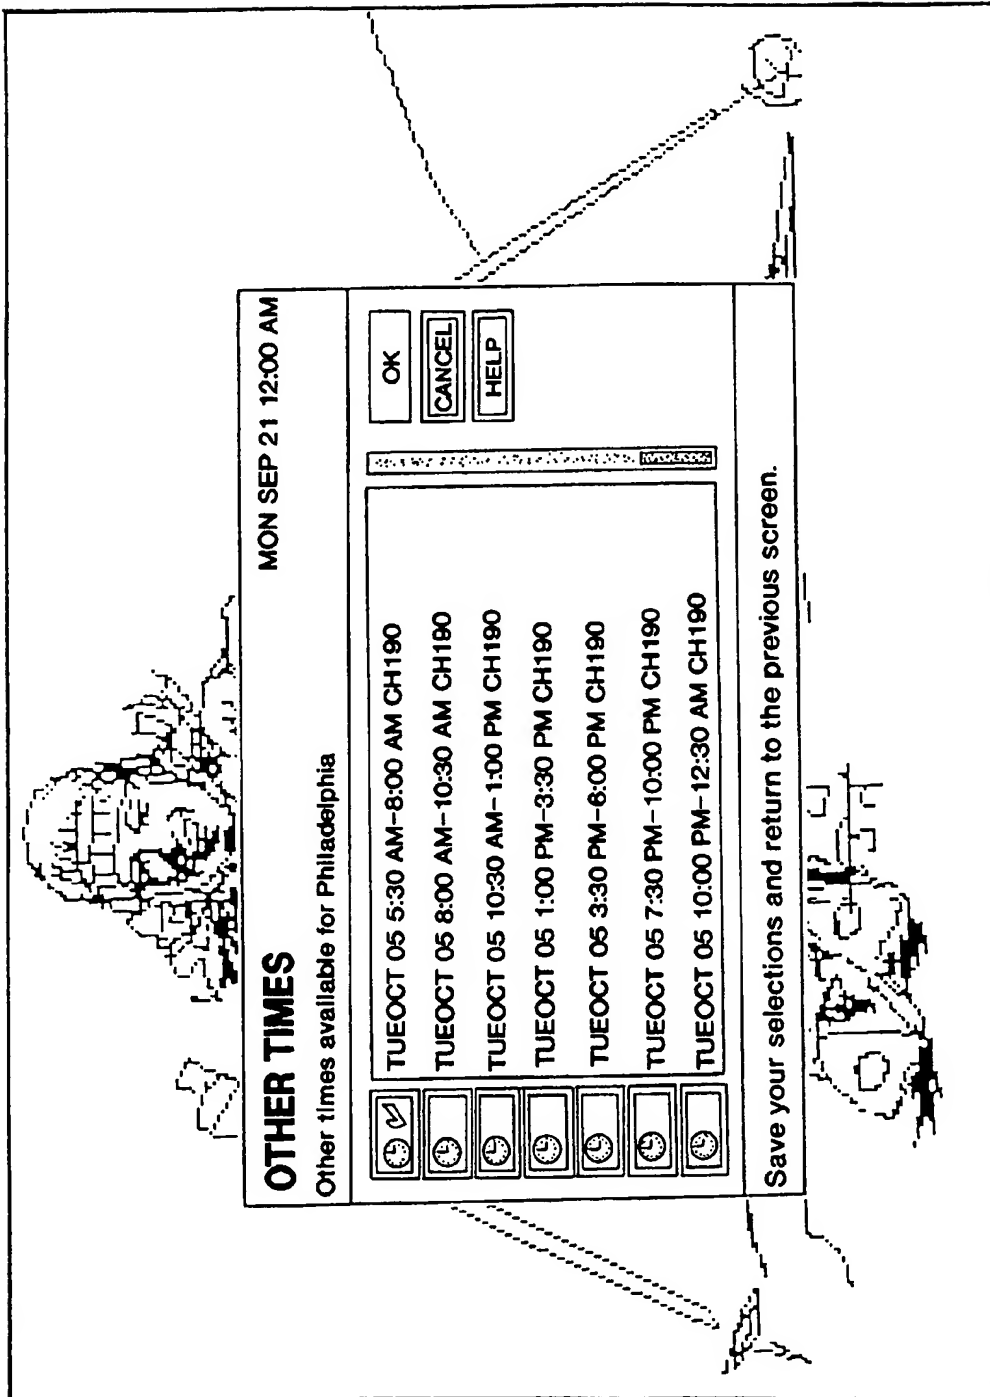 OTHER TIMES
MON SEP 21 12:00 AM
Other times available for Philadelphia
TUEOCT 05 5:30 AM-8:00 AM CH190
TUEOCT 05 8:00 AM-10:30 AM CH190
TUEOCT 05 10:30 AM-1:00 PM CH190
TUEOCT 05 1:00 PM-3:30 PM CH190
TUEOCT 05 3:30 PM-6:00 PM CH190
TUEOCT 05 7:30 PM-10:00 PM CH190
TUEOCT 05 10:00 PM-12:30 AM CH190
OK
CANCEL
HELP
Save your selections and return to the previous screen.